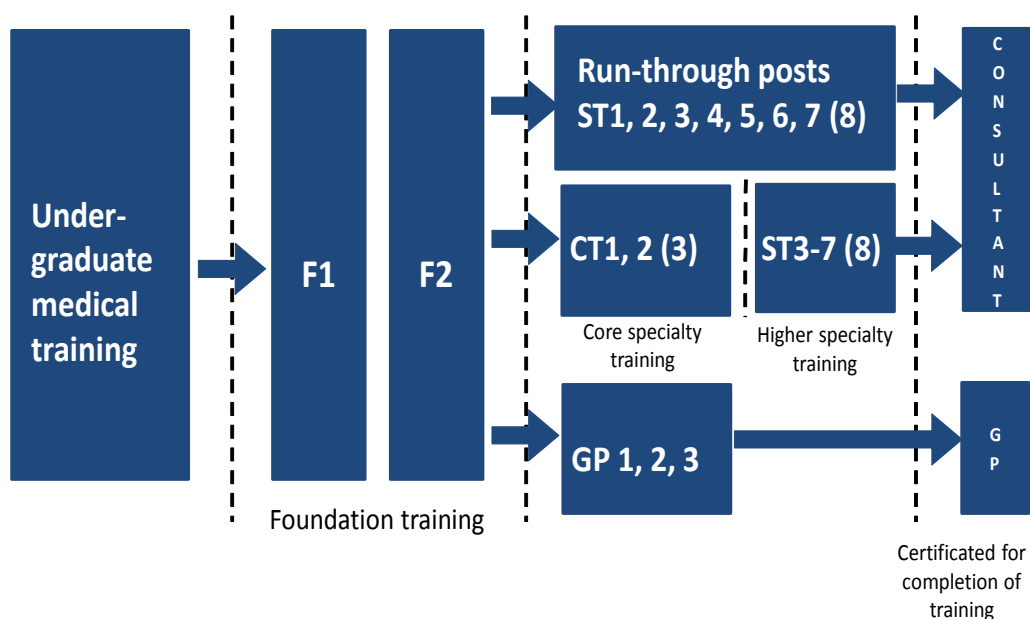 Under-
graduate
medical
training
F1
F2
Foundation training
Run-through posts
ST1, 2, 3, 4, 5, 6, 7 (8)
CT1, 2 (3)
Core specialty
training
ST3-7 (8)
Higher specialty
training
GP 1, 2, 3
C
O
N
S
U
L
T
A
N
T
G
P
Certificated for
completion of
training